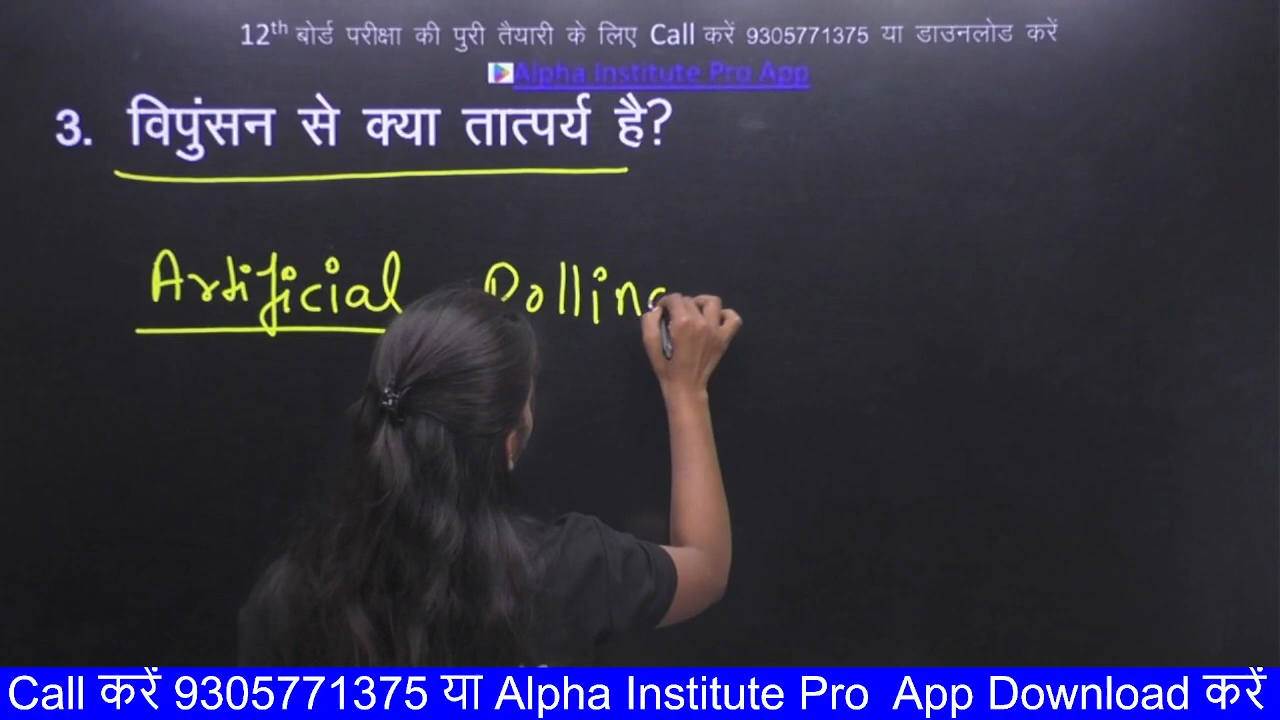 12th बोर्ड परीक्षा की पुरी तैयारी के लिए Call करें 9305771375 या डाउनलोड करें
Alpha Institute Pro App
3. विपुंसन से क्या तात्पर्य है?
Artificial
Call करें 9305771375 या Alpha Institute Pro App Download करें